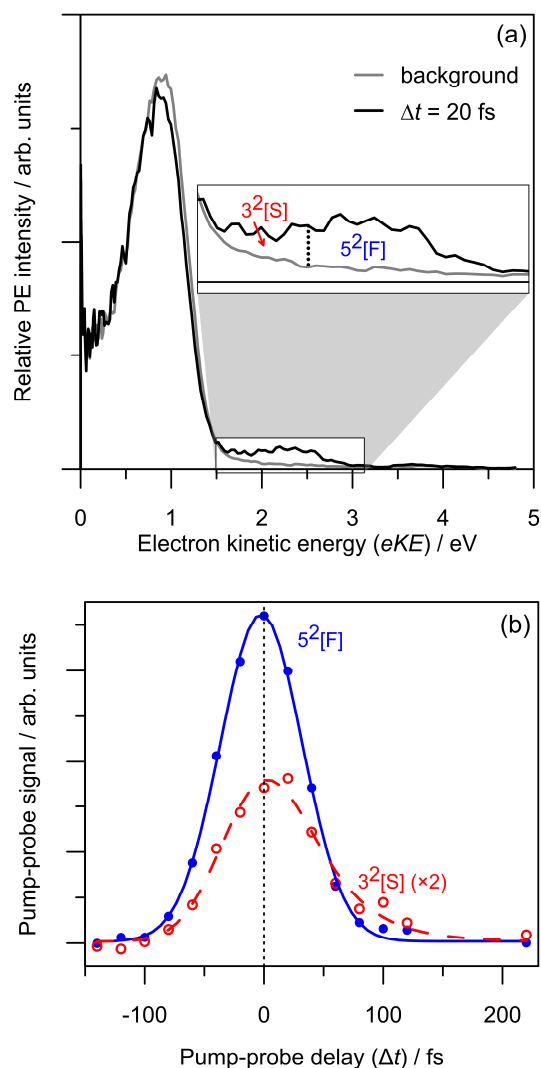 (a)
background
Δt = 20 fs
3²[S]
5²[F]
Relative PE intensity / arb. units
0 1 2 3 4 5
Electron kinetic energy (eKE) / eV
(b)
5²[F]
3²[S] (×2)
Pump-probe signal / arb. units
-100 0 100 200
Pump-probe delay (Δt) / fs